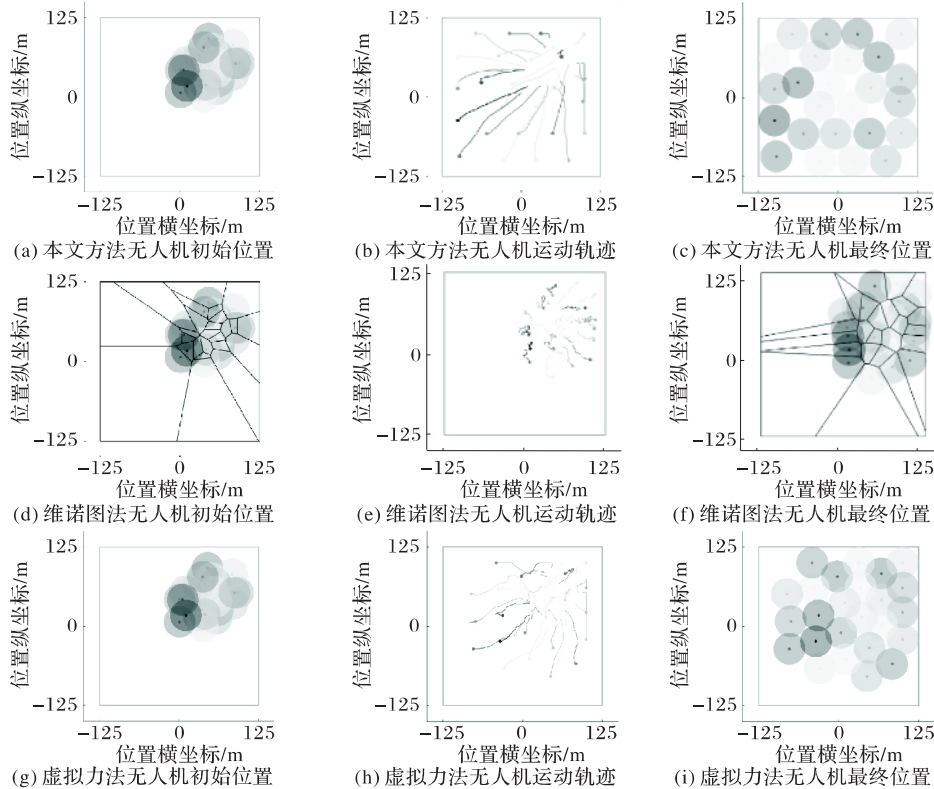 125
0
-125
-125 0 125
位置纵坐标/m
位置横坐标/m
(a) 本文方法无人机初始位置
125
0
-125
-125 0 125
位置纵坐标/m
位置横坐标/m
(b) 本文方法无人机运动轨迹
125
0
-125
-125 0 125
位置纵坐标/m
位置横坐标/m
(c) 本文方法无人机最终位置
125
0
-125
-125 0 125
位置纵坐标/m
位置横坐标/m
(d) 维诺图法无人机初始位置
125
0
-125
-125 0 125
位置纵坐标/m
位置横坐标/m
(e) 维诺图法无人机运动轨迹
125
0
-125
-125 0 125
位置纵坐标/m
位置横坐标/m
(f) 维诺图法无人机最终位置
125
0
-125
-125 0 125
位置纵坐标/m
位置横坐标/m
(g) 虚拟力法无人机初始位置
125
0
-125
-125 0 125
位置纵坐标/m
位置横坐标/m
(h) 虚拟力法无人机运动轨迹
125
0
-125
-125 0 125
位置纵坐标/m
位置横坐标/m
(i) 虚拟力法无人机最终位置